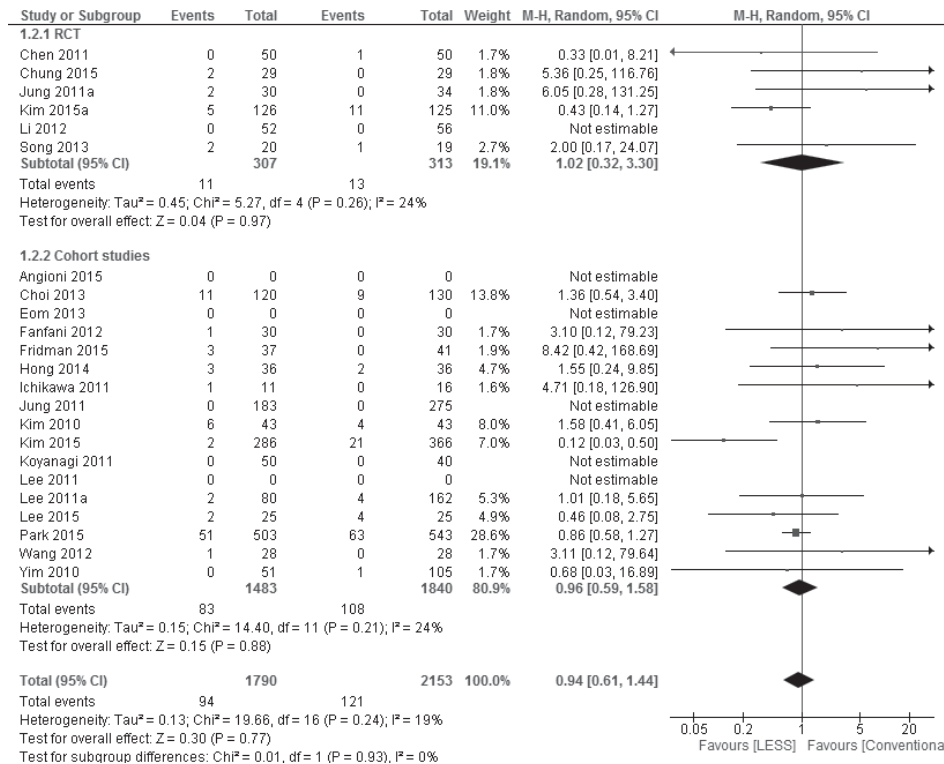 Study or Subgroup Events Total Events Total Weight M-H, Random, 95% CI M-H, Random, 95% CI
1.2.1 RCT
Chen 2011 0 50 1 50 1.7% 0.33 [0.01, 8.21]
Chung 2015 2 29 0 29 1.8% 5.36 [0.25, 116.76]
Jung 2011a 2 30 0 34 1.8% 6.05 [0.28, 131.25]
Kim 2015a 5 126 11 125 11.0% 0.43 [0.14, 1.27]
Li 2012 0 52 0 56 Not estimable
Song 2013 2 20 1 19 2.7% 2.00 [0.17, 24.07]
Subtotal (95% CI) 307 313 19.1% 1.02 [0.32, 3.30]
Total events 11 13
Heterogeneity: Tau² = 0.45; Chi² = 5.27, df = 4 (P = 0.26); I² = 24%
Test for overall effect: Z = 0.04 (P = 0.97)
1.2.2 Cohort studies
Angioni 2015 0 0 0 0 Not estimable
Choi 2013 11 120 9 130 13.8% 1.36 [0.54, 3.40]
Eom 2013 0 0 0 0 Not estimable
Fanfani 2012 1 30 0 30 1.7% 3.10 [0.12, 79.23]
Fridman 2015 3 37 0 41 1.9% 8.42 [0.42, 168.69]
Hong 2014 3 36 2 36 4.7% 1.55 [0.24, 9.85]
Ichikawa 2011 1 11 0 16 1.6% 4.71 [0.18, 126.90]
Jung 2011 0 183 0 275 Not estimable
Kim 2010 6 43 4 43 8.0% 1.58 [0.41, 6.05]
Kim 2015 2 286 21 366 7.0% 0.12 [0.03, 0.50]
Koyanagi 2011 0 50 0 40 Not estimable
Lee 2011 0 0 0 0 Not estimable
Lee 2011a 2 80 4 162 5.3% 1.01 [0.18, 5.65]
Lee 2015 2 25 4 25 4.9% 0.46 [0.08, 2.75]
Park 2015 51 503 63 543 28.6% 0.86 [0.58, 1.27]
Wang 2012 1 28 0 28 1.7% 3.11 [0.12, 79.64]
Yim 2010 0 51 1 105 1.7% 0.68 [0.03, 16.89]
Subtotal (95% CI) 1483 1840 80.9% 0.96 [0.59, 1.58]
Total events 83 108
Heterogeneity: Tau² = 0.15; Chi² = 14.40, df = 11 (P = 0.21); I² = 24%
Test for overall effect: Z = 0.15 (P = 0.88)
Total (95% CI) 1790 2153 100.0% 0.94 [0.61, 1.44]
Total events 94 121
Heterogeneity: Tau² = 0.13; Chi² = 19.66, df = 16 (P = 0.24); I² = 19%
Test for overall effect: Z = 0.30 (P = 0.77)
Test for subgroup differences: Chi² = 0.01, df = 1 (P = 0.93), I² = 0%
0.05 0.2 1 5 20
Favours [LESS] Favours [Conventiona